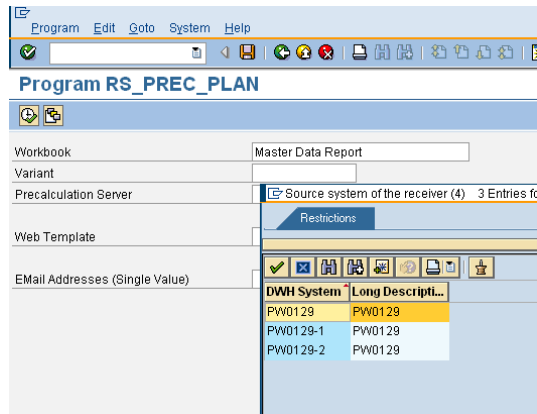 Program Edit Goto System Help
Program RS_PREC_PLAN
Workbook Master Data Report
Variant
Precalculation Server
Source system of the receiver (4) 3 Entries fo
Restrictions
Web Template
EMail Addresses (Single Value)
DWH System Long Descripti...
PW0129 PW0129
PW0129-1 PW0129
PW0129-2 PW0129